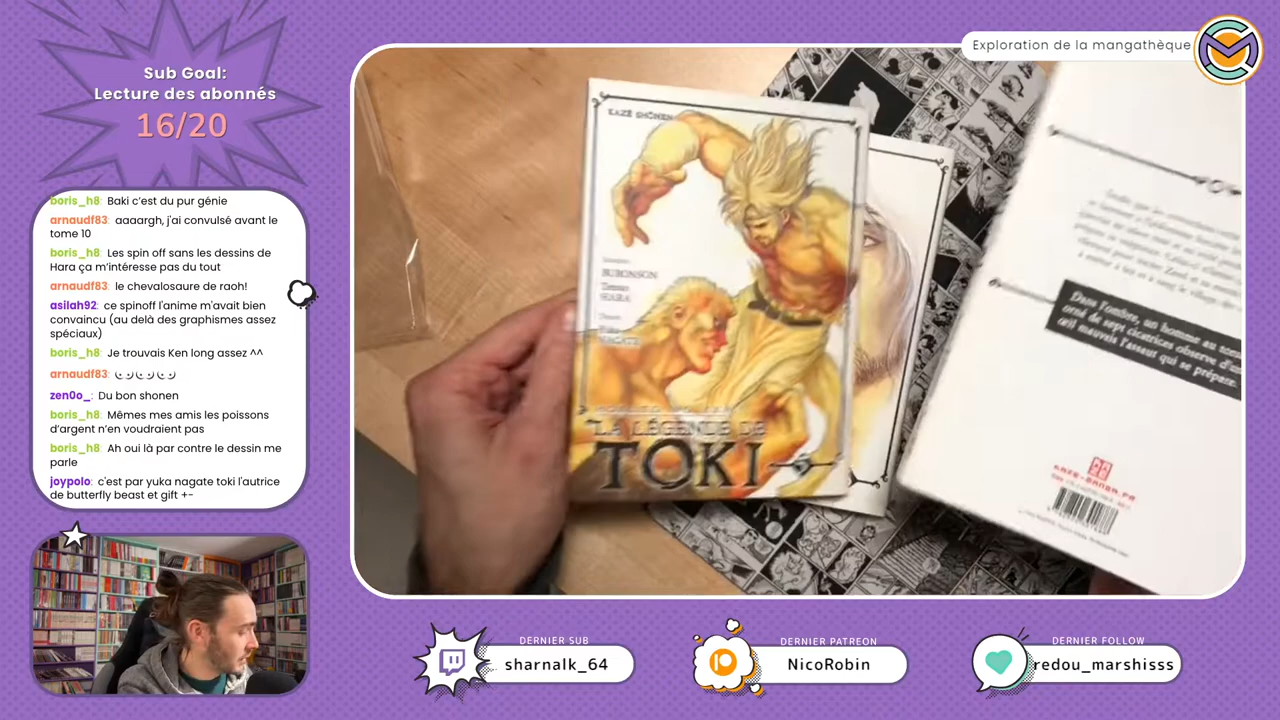 Sub Goal:
Lecture des abonnés
16/20
boris_h8: Baki c'est du pur génie
arnaudf83: aaaargh, j'ai convulsé avant le
tome 10
boris_h8: Les spin off sans les dessins de
Hara ça m'intéresse pas du tout
arnaudf83: le chevalosaure de raoh!
asilah92: ce spinoff l'anime m'avait bien
convaincu (au delà des graphismes assez
spéciaux)
boris_h8: Je trouvais Ken long assez ^^
arnaudf83:
zen0o_: Du bon shonen
boris_h8: Mêmes mes amis les poissons
d'argent n'en voudraient pas
boris_h8: Ah oui là par contre le dessin me
parle
joypolo: c'est par yuka nagate toki l'autrice
de butterfly beast et gift +-
Exploration de la mangathèque
KAZÉ SHÔNEN
BURONSON
HARA
LA LÉGENDE DE
TOKI
Dans l'ombre, un homme au
orné de sept cicatrices observe
œil mauvais l'assaut qui se prépare.
KAZE-MANGA.FR
DERNIER SUB
sharnalk_64
DERNIER PATREON
NicoRobin
DERNIER FOLLOW
redou_marshisss